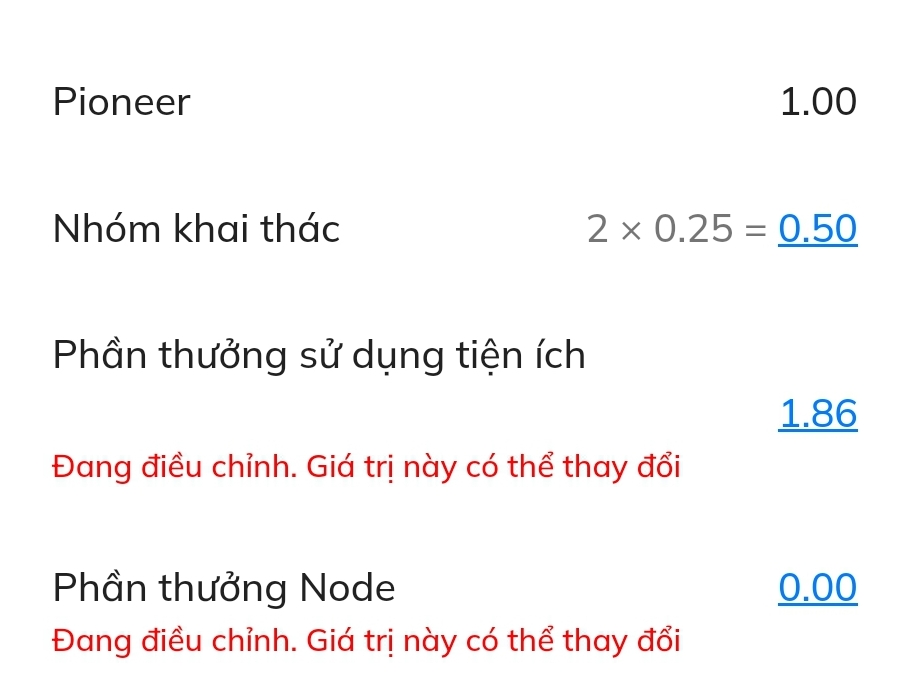 Pioneer 1.00
Nhóm khai thác 2 × 0.25 = 0.50
Phần thưởng sử dụng tiện ích
1.86
Đang điều chỉnh. Giá trị này có thể thay đổi
Phần thưởng Node 0.00
Đang điều chỉnh. Giá trị này có thể thay đổi